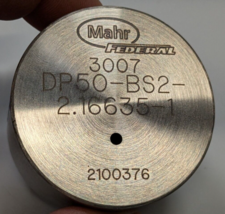 Mahr
FEDERAL
3007
DP50-BS2-
2.16635-1
2100376